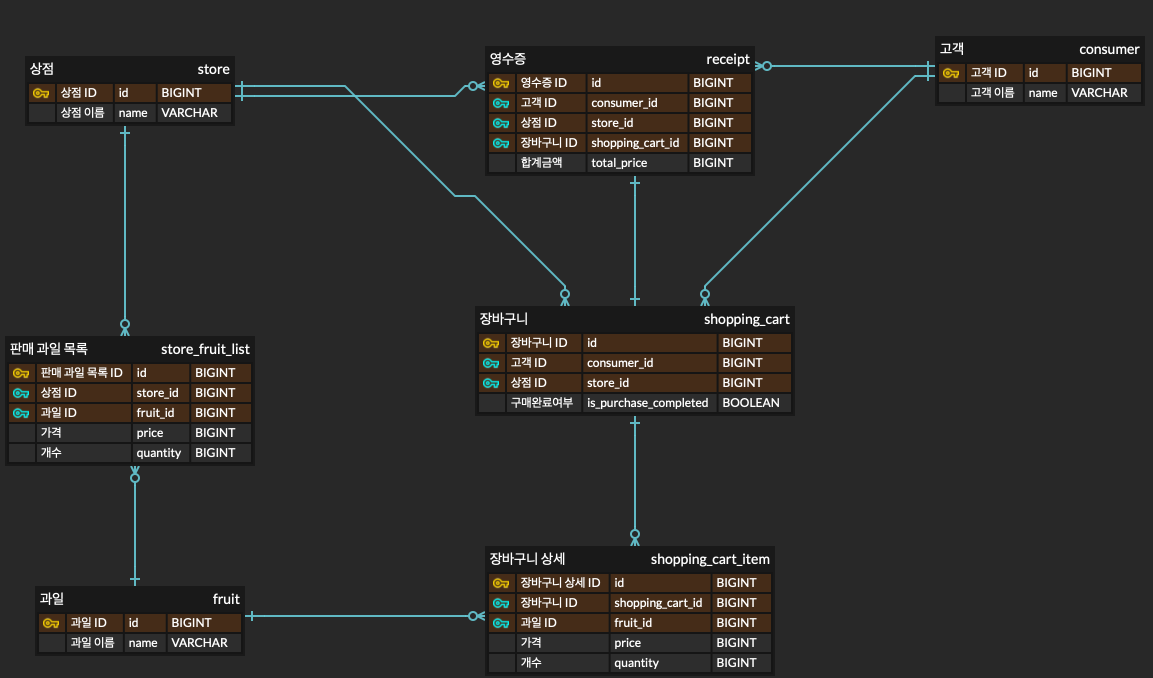 상점 store
상점 ID id BIGINT
상점 이름 name VARCHAR
영수증 receipt
영수증 ID id BIGINT
고객 ID consumer_id BIGINT
상점 ID store_id BIGINT
장바구니 ID shopping_cart_id BIGINT
합계금액 total_price BIGINT
고객 consumer
고객 ID id BIGINT
고객 이름 name VARCHAR
판매 과일 목록 store_fruit_list
판매 과일 목록 ID id BIGINT
상점 ID store_id BIGINT
과일 ID fruit_id BIGINT
가격 price BIGINT
개수 quantity BIGINT
장바구니 shopping_cart
장바구니 ID id BIGINT
고객 ID consumer_id BIGINT
상점 ID store_id BIGINT
구매완료여부 is_purchase_completed BOOLEAN
과일 fruit
과일 ID id BIGINT
과일 이름 name VARCHAR
장바구니 상세 shopping_cart_item
장바구니 상세 ID id BIGINT
장바구니 ID shopping_cart_id BIGINT
과일 ID fruit_id BIGINT
가격 price BIGINT
개수 quantity BIGINT